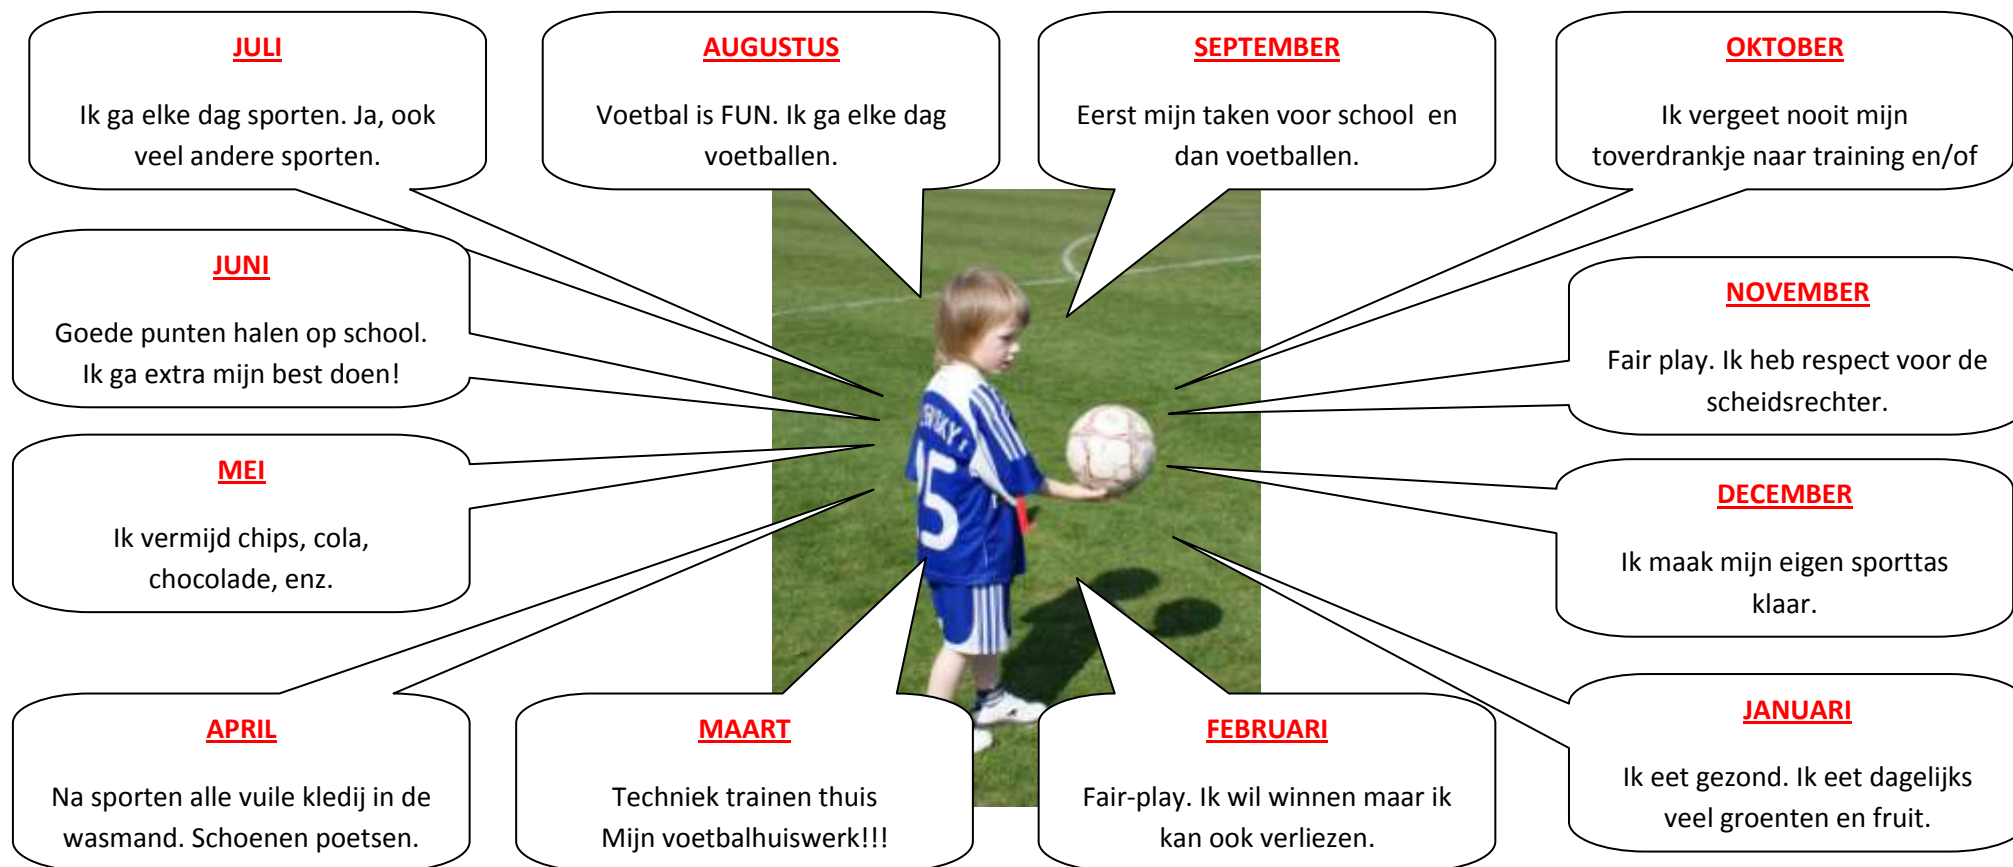 JULI
Ik ga elke dag sporten. Ja, ook
veel andere sporten.
AUGUSTUS
Voetbal is FUN. Ik ga elke dag
voetballen.
SEPTEMBER
Eerst mijn taken voor school en
dan voetballen.
OKTOBER
Ik vergeet nooit mijn
toverdrankje naar training en/of
JUNI
Goede punten halen op school.
Ik ga extra mijn best doen!
NOVEMBER
Fair play. Ik heb respect voor de
scheidsrechter.
MEI
Ik vermijd chips, cola,
chocolade, enz.
DECEMBER
Ik maak mijn eigen sporttas
klaar.
APRIL
Na sporten alle vuile kledij in de
wasmand. Schoenen poetsen.
MAART
Techniek trainen thuis
Mijn voetbalhuiswerk!!!
FEBRUARI
Fair-play. Ik wil winnen maar ik
kan ook verliezen.
JANUARI
Ik eet gezond. Ik eet dagelijks
veel groenten en fruit.
15